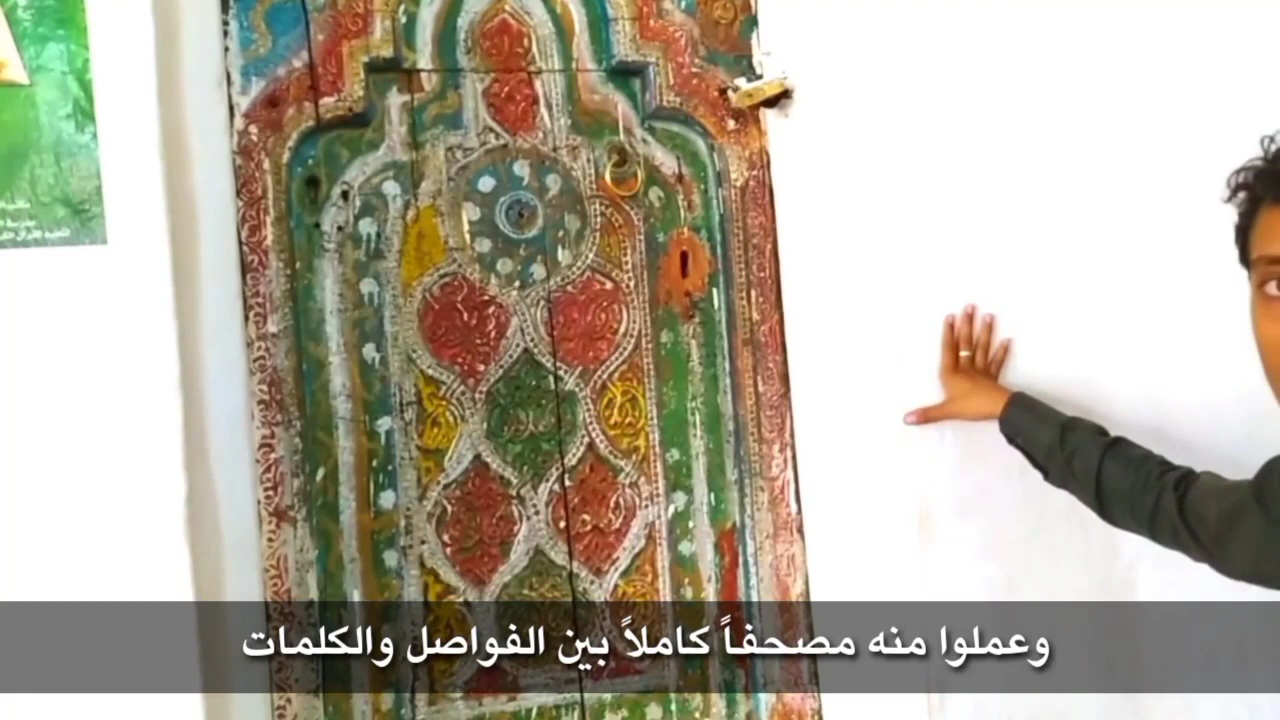 وعملوا منه مصحفاً كاملاً بين الفواصل والكلمات